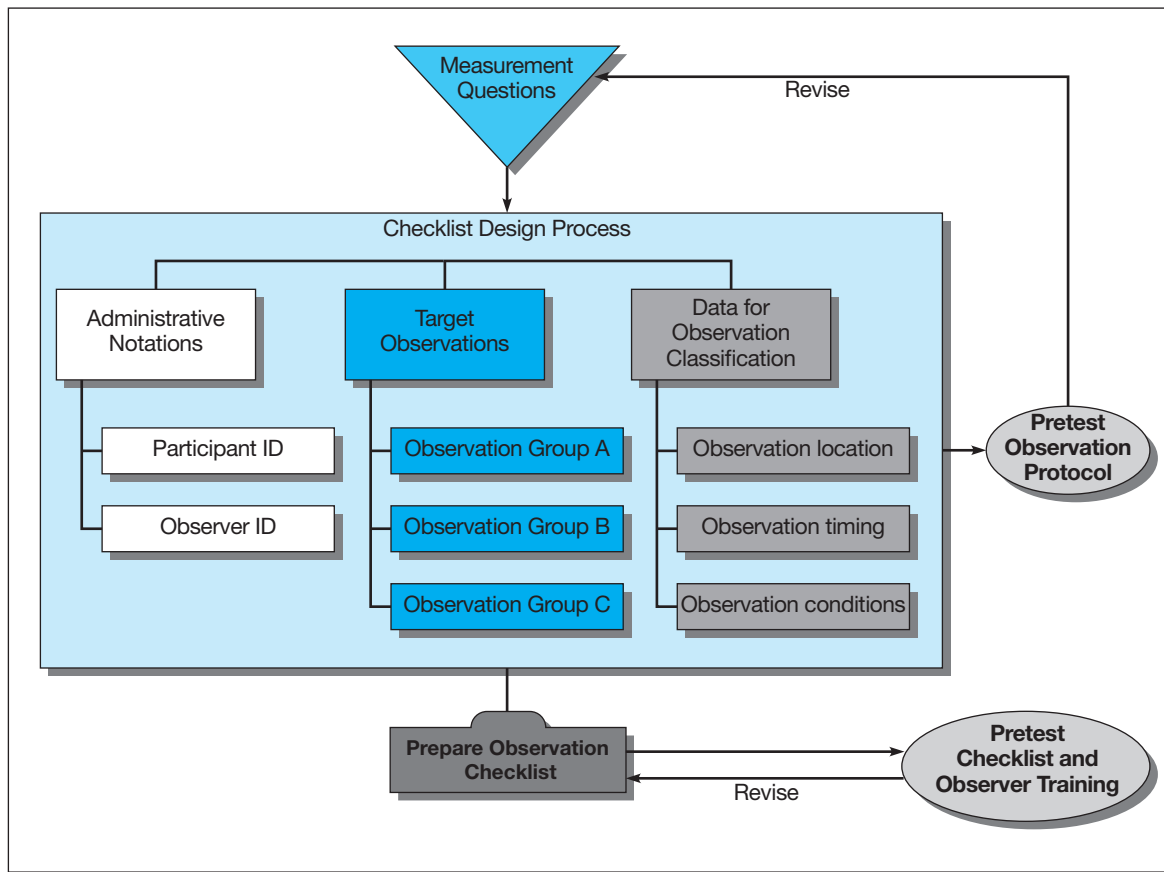 Measurement
Questions
Revise
Checklist Design Process
Administrative
Notations
Target
Observations
Data for
Observation
Classification
Participant ID
Observation Group A
Observation location
Observer ID
Observation Group B
Observation timing
Observation Group C
Observation conditions
Pretest
Observation
Protocol
Prepare Observation
Checklist
Revise
Pretest
Checklist and
Observer Training